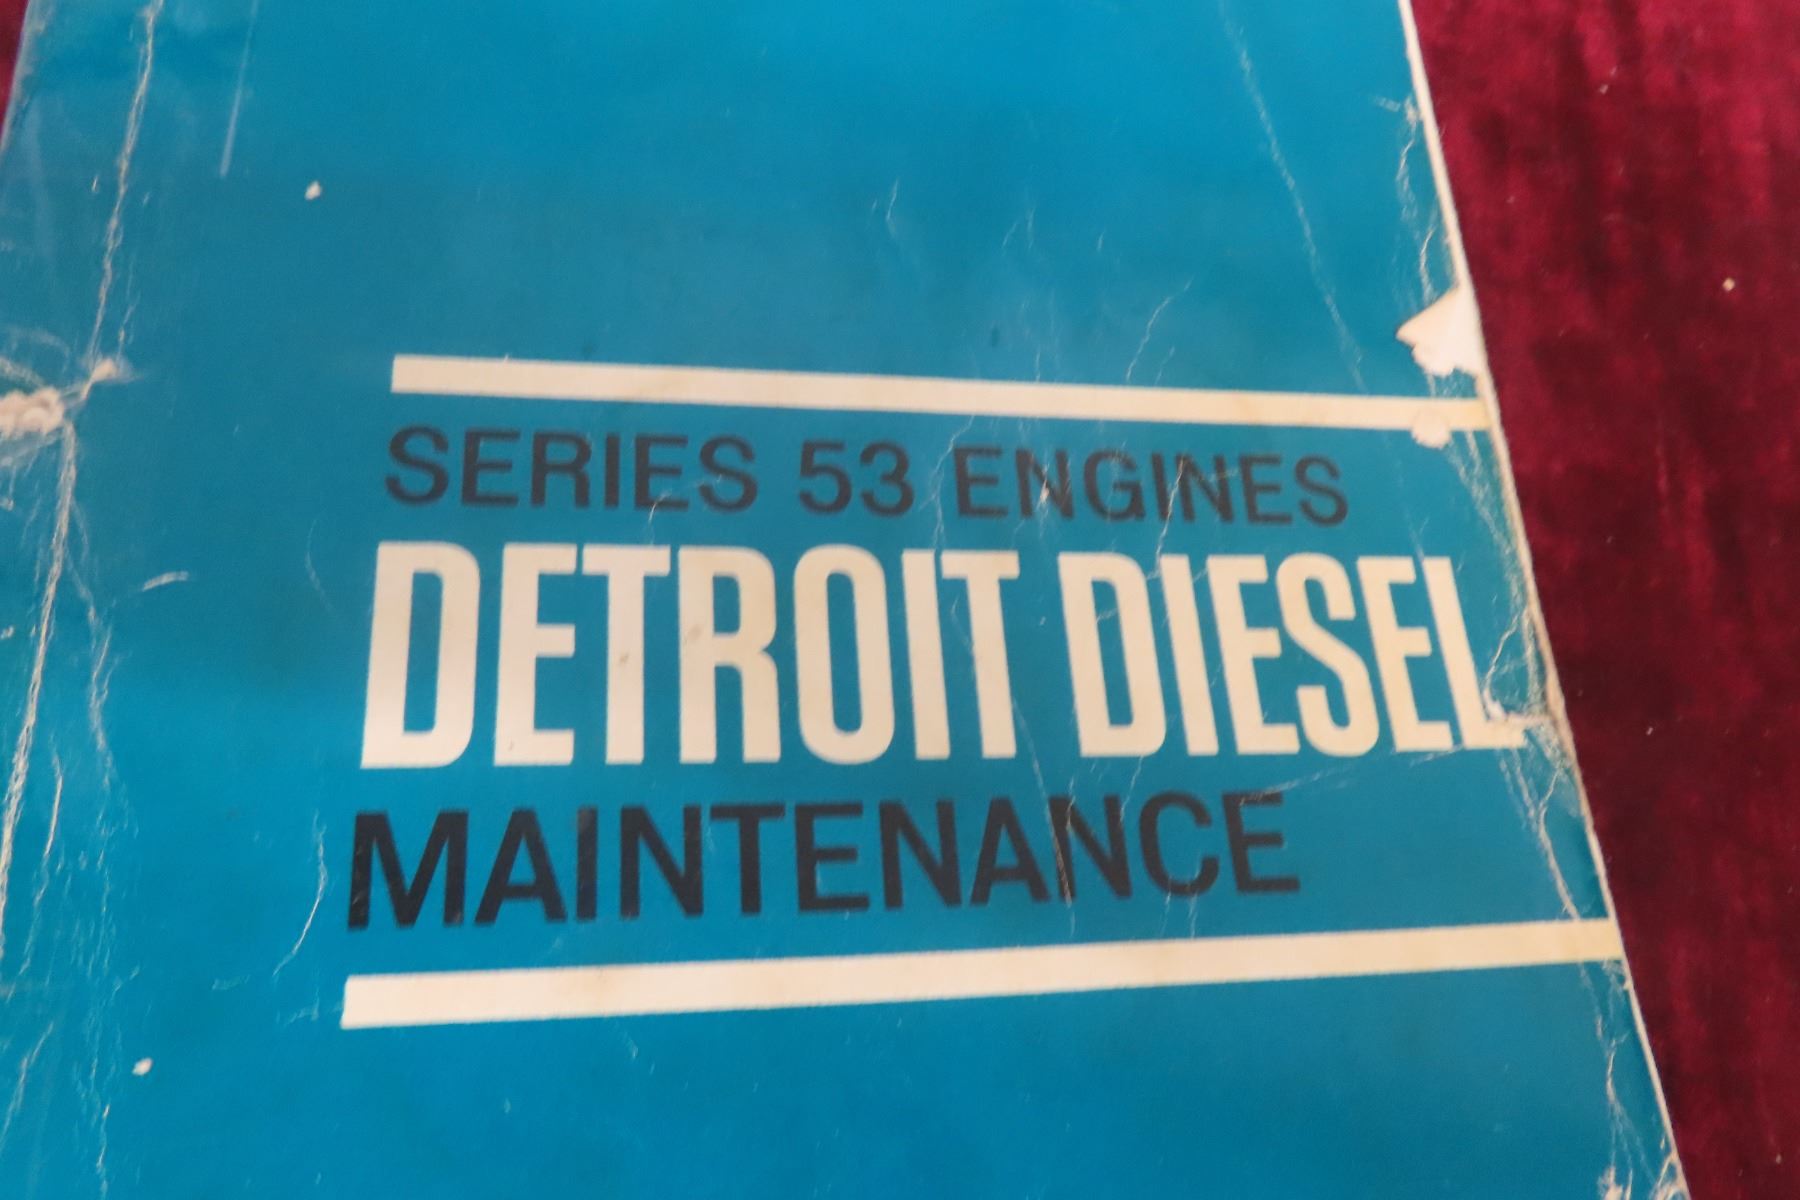 SERIES 53 ENGINES
DETROIT DIESEL
MAINTENANCE